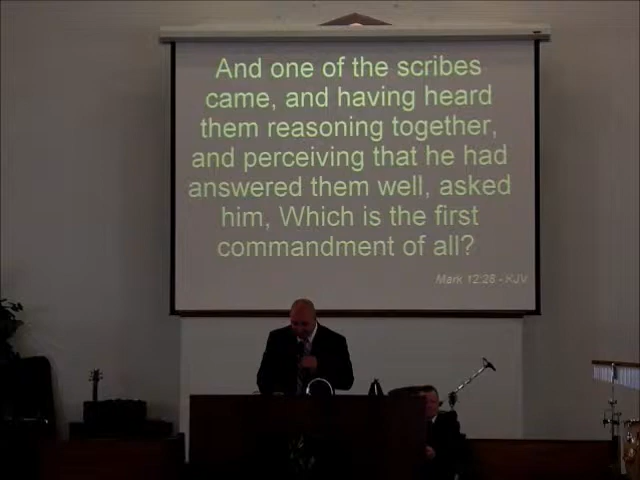 And one of the scribes
came, and having heard
them reasoning together,
and perceiving that he had
answered them well, asked
him, Which is the first
commandment of all?
Mark 12:28 - KJV